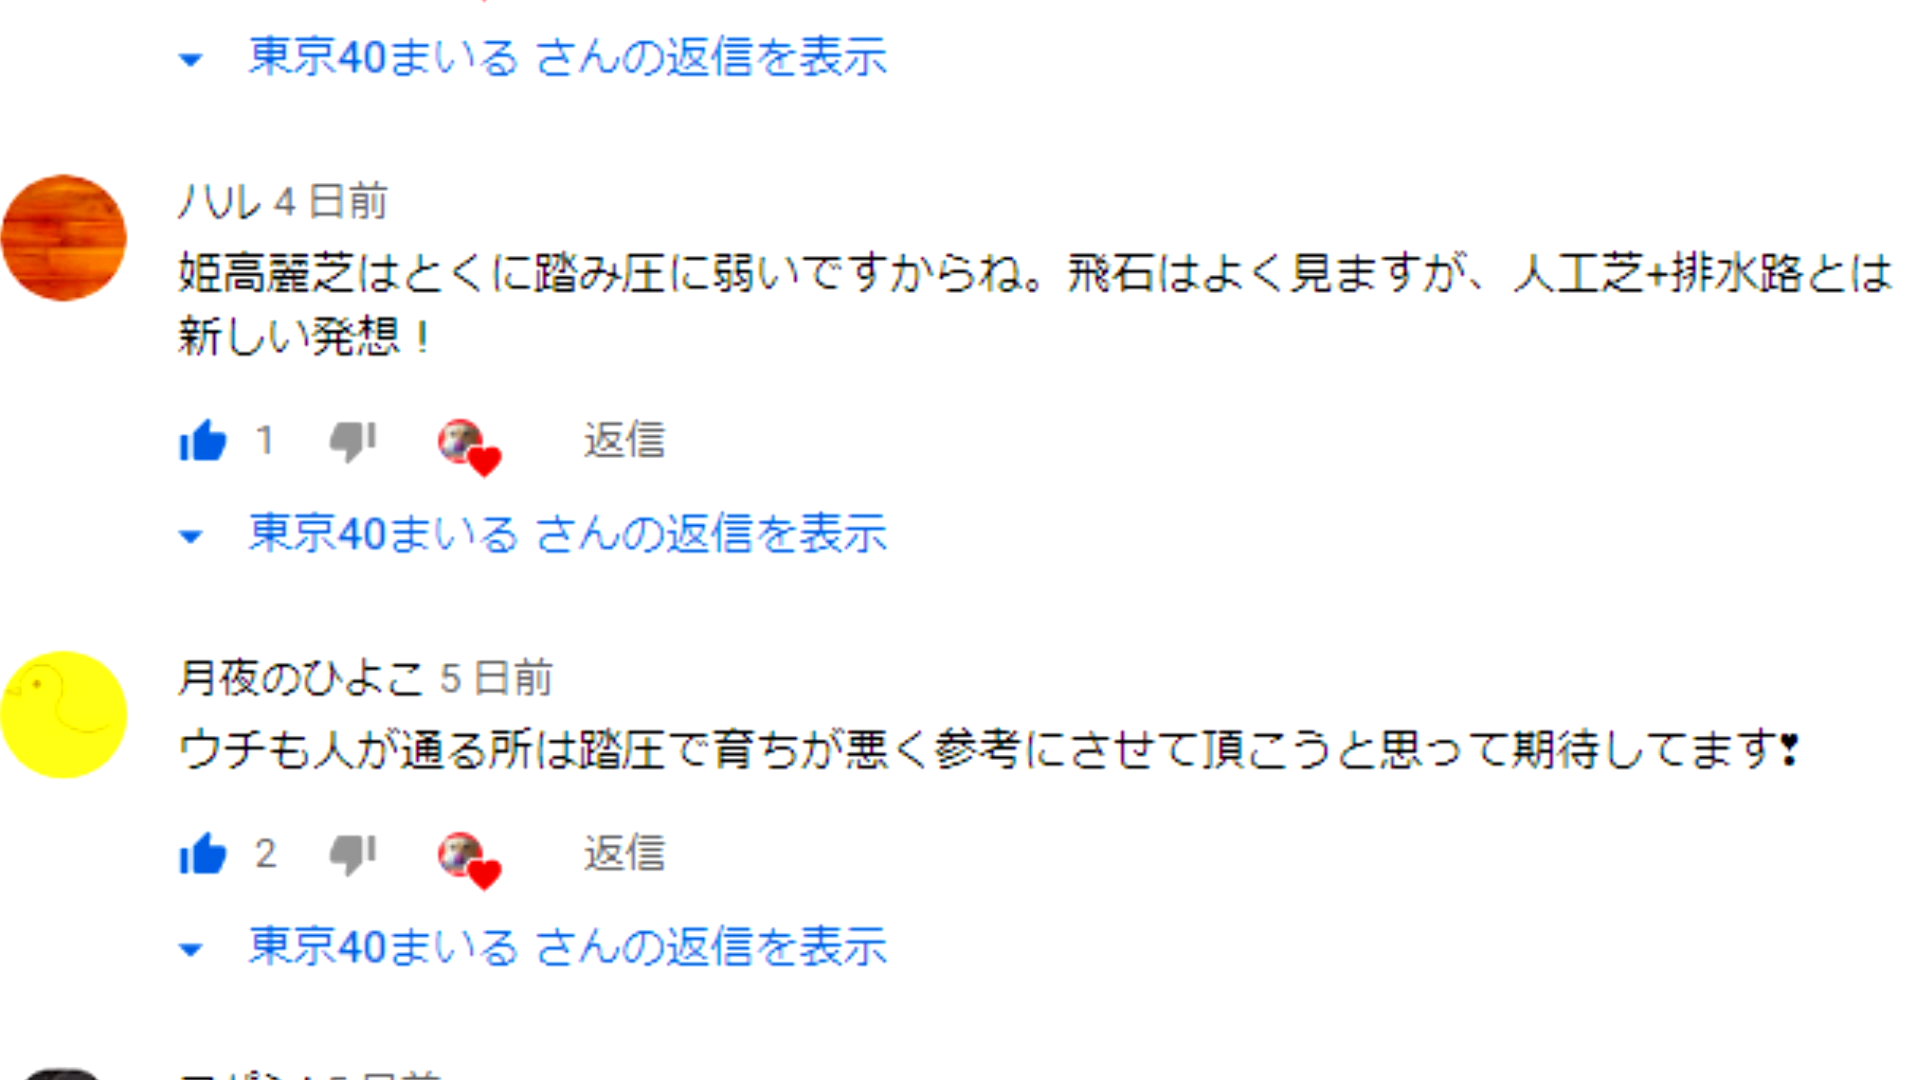 東京40まいる さんの返信を表示
ハル 4 日前
姫高麗芝はとくに踏み圧に弱いですからね。飛石はよく見ますが、人工芝+排水路とは
新しい発想！
1 返信
東京40まいる さんの返信を表示
月夜のひよこ 5 日前
ウチも人が通る所は踏圧で育ちが悪く参考にさせて頂こうと思って期待してます❣
2 返信
東京40まいる さんの返信を表示